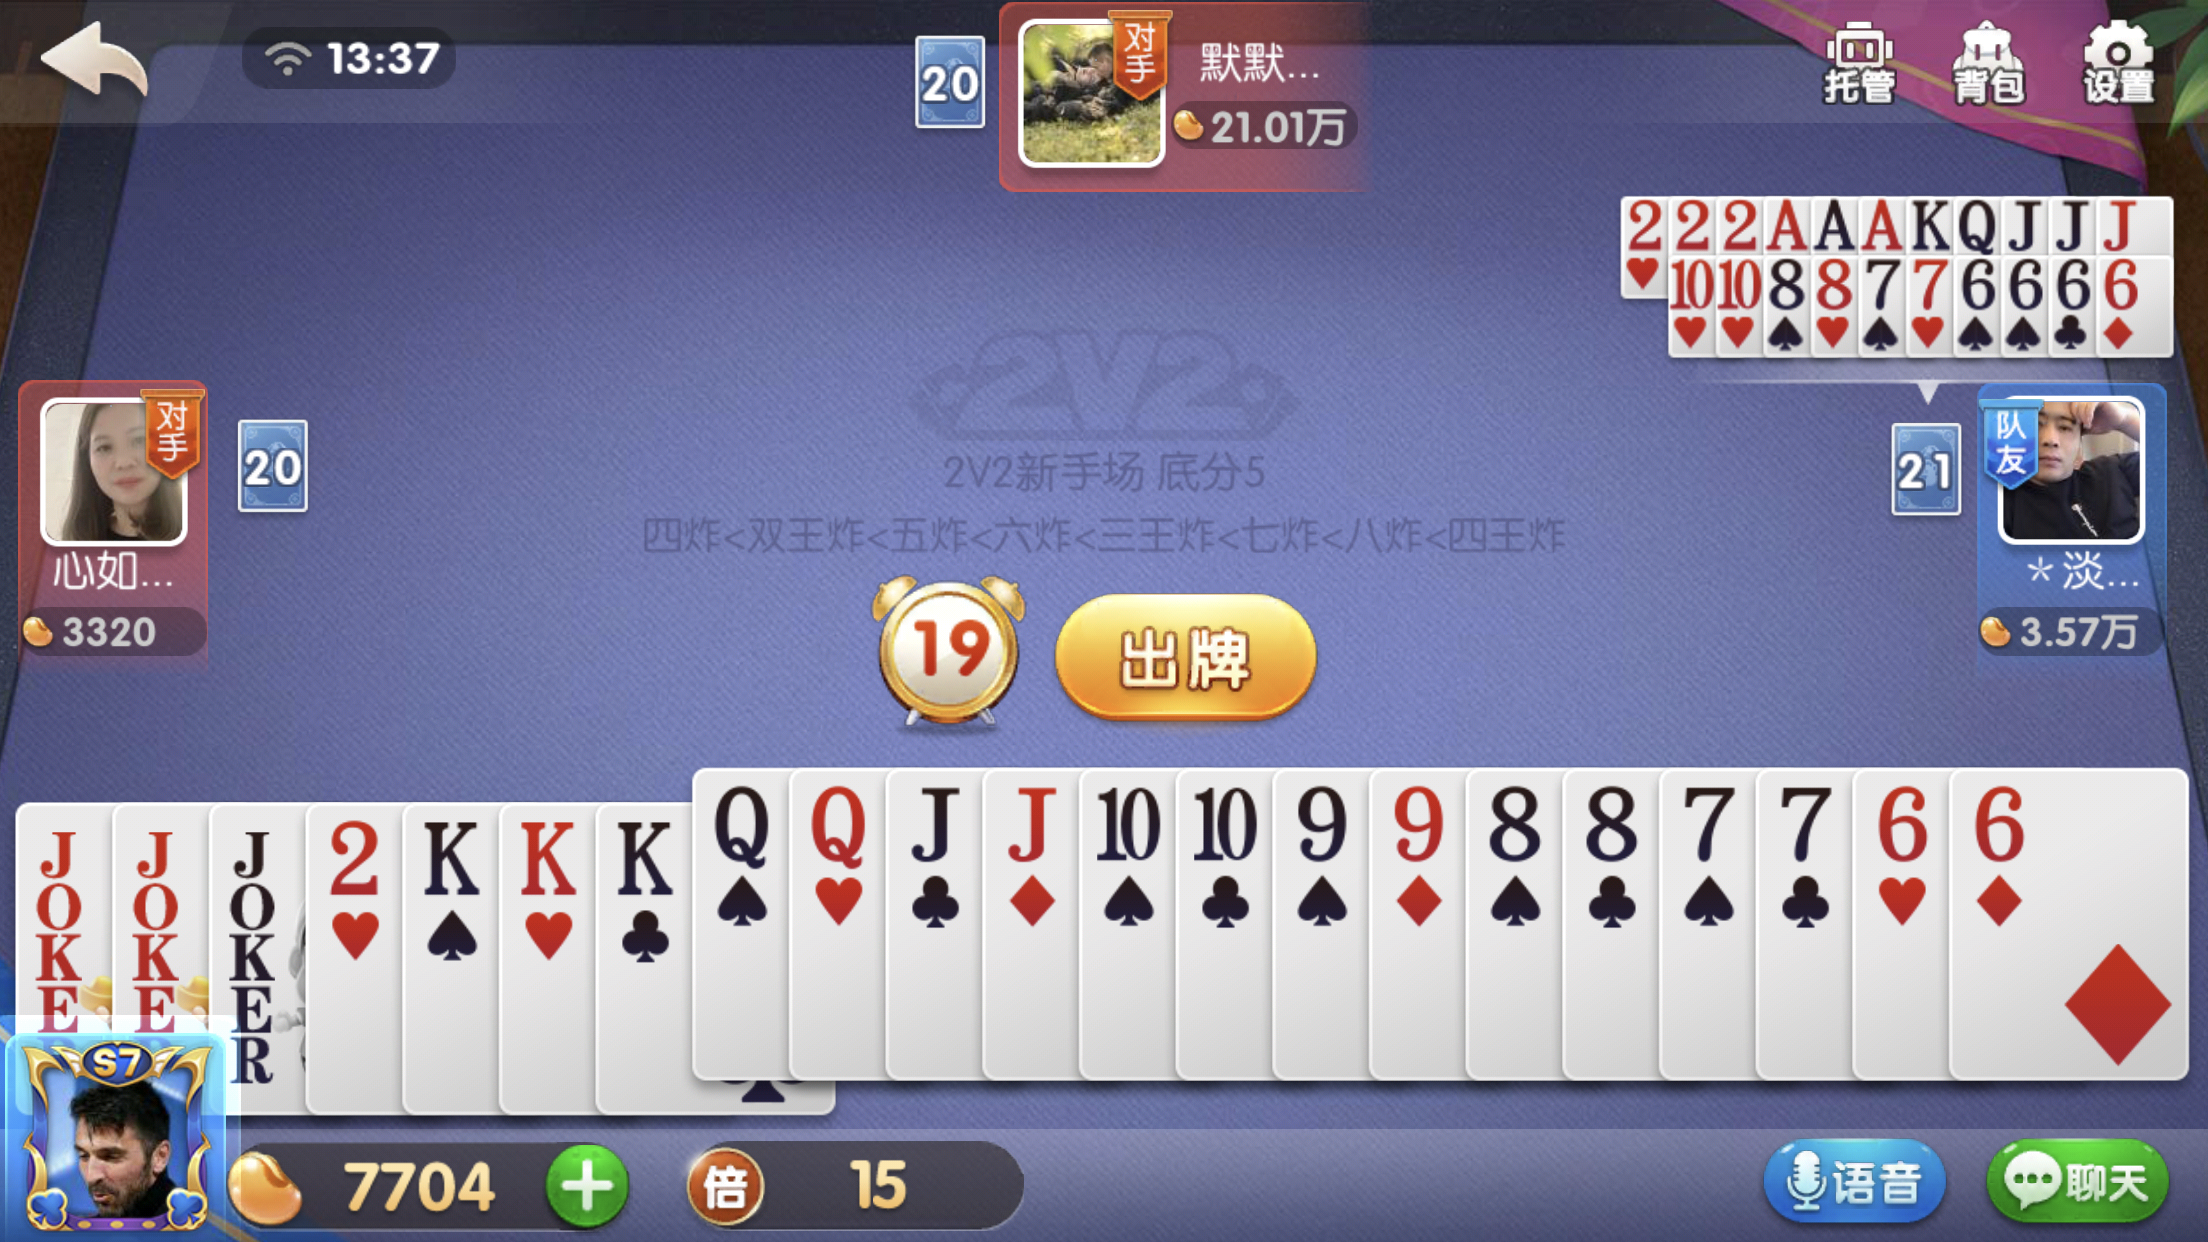 13:37
20
对手
默默...
21.01万
托管
背包
设置
2 2 2 A A A K Q J J J
10 10 8 8 7 7 6 6 6 6
2V2
2V2新手场 底分5
四炸<双王炸<五炸<六炸<三王炸<七炸<八炸<四王炸
对手
20
心如...
3320
21
队友
*淡...
3.57万
19
出牌
JOKER JOKER JOKER 2 K K K Q Q J J 10 10 9 9 8 8 7 7 6 6
S7
7704
倍
15
语音
聊天